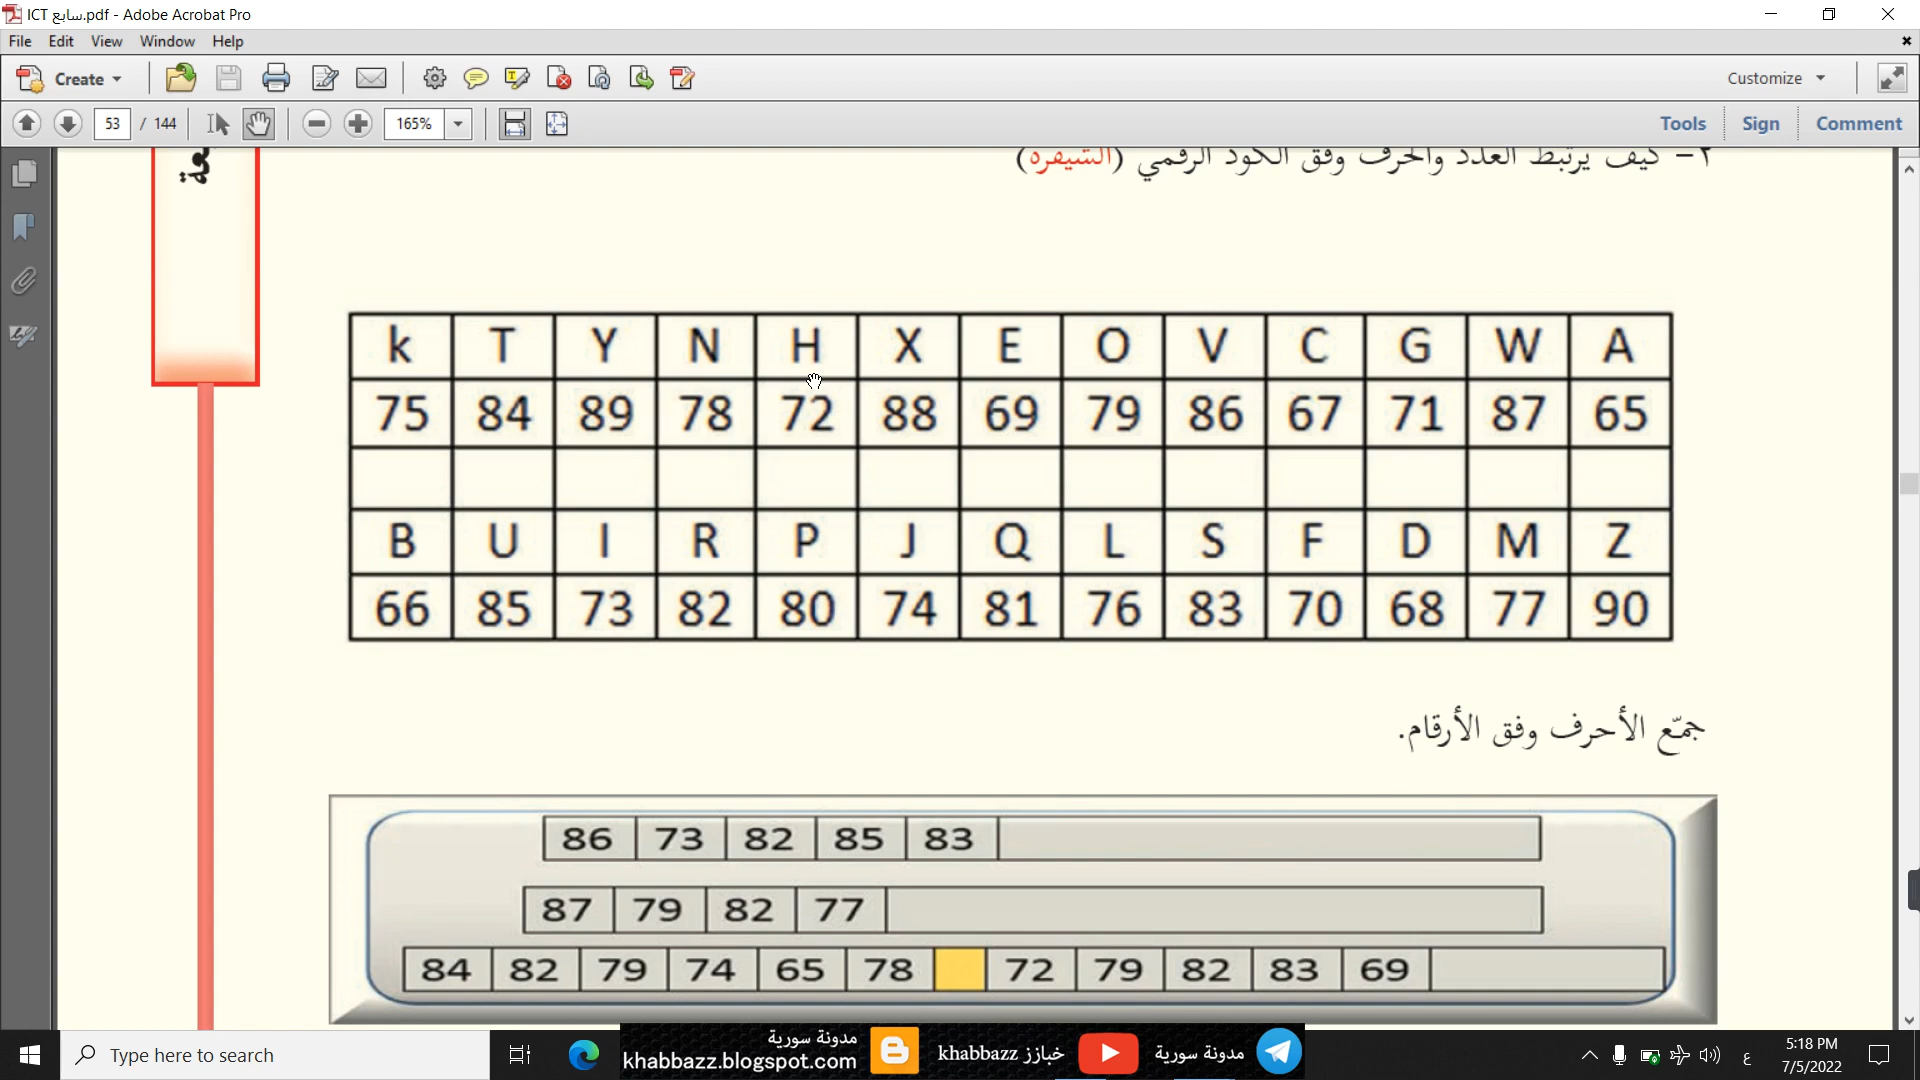 ICT سابع.pdf - Adobe Acrobat Pro
File Edit View Window Help
Create Customize
53 / 144 165% Tools Sign Comment
٢- كيف يرتبط العدد والحرف وفق الكود الرقمي (الشيفرة)
k T Y N H X E O V C G W A
75 84 89 78 72 88 69 79 86 67 71 87 65
B U I R P J Q L S F D M Z
66 85 73 82 80 74 81 76 83 70 68 77 90
جمّع الأحرف وفق الأرقام.
86 73 82 85 83
87 79 82 77
84 82 79 74 65 78 72 79 82 83 69
Type here to search
مدونة سورية
khabbazz.blogspot.com
khabbazz خبازز
مدونة سورية
ع
5:18 PM
7/5/2022